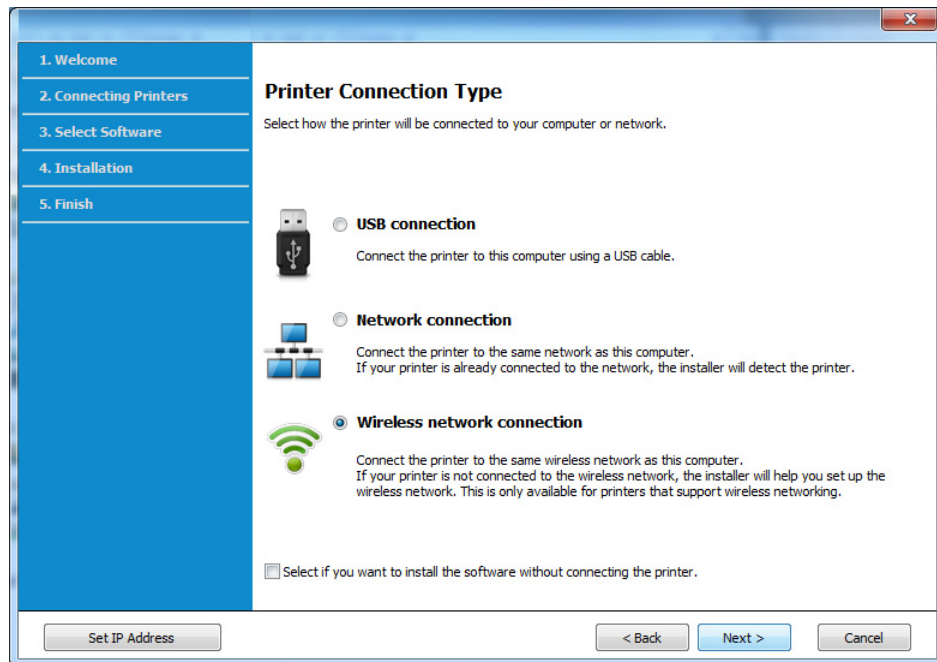 X
1. Welcome
2. Connecting Printers
3. Select Software
4. Installation
5. Finish
Printer Connection Type
Select how the printer will be connected to your computer or network.
USB connection
Connect the printer to this computer using a USB cable.
Network connection
Connect the printer to the same network as this computer.
If your printer is already connected to the network, the installer will detect the printer.
Wireless network connection
Connect the printer to the same wireless network as this computer.
If your printer is not connected to the wireless network, the installer will help you set up the
wireless network. This is only available for printers that support wireless networking.
Select if you want to install the software without connecting the printer.
Set IP Address
< Back
Next >
Cancel